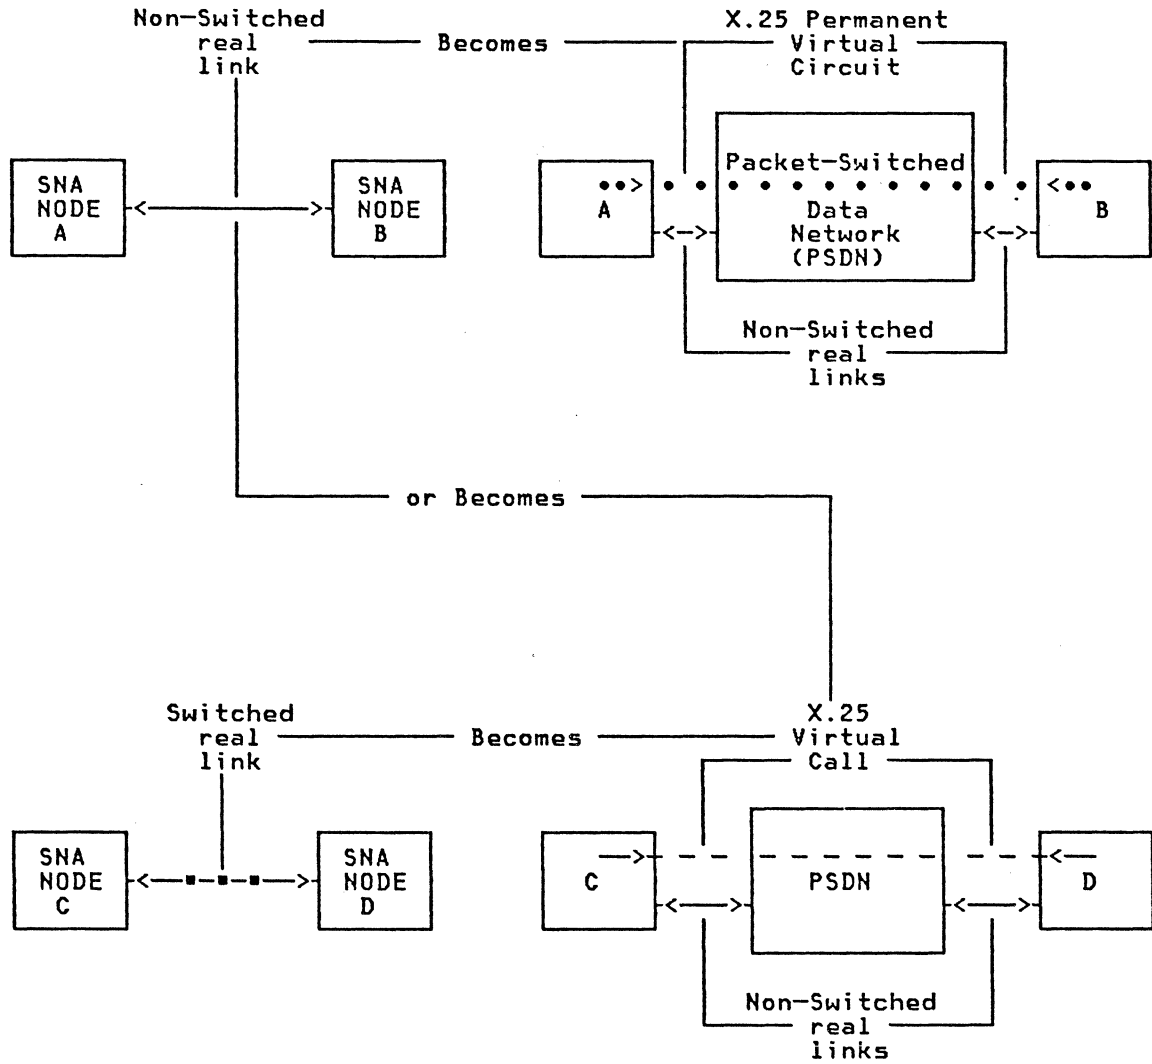 Non-Switched
real
link
Becomes
X.25 Permanent
Virtual
Circuit
SNA
NODE
A
SNA
NODE
B
A
Packet-Switched
Data
Network
(PSDN)
B
Non-Switched
real
links
or Becomes
Switched
real
link
Becomes
X.25
Virtual
Call
SNA
NODE
C
SNA
NODE
D
C
PSDN
D
Non-Switched
real
links